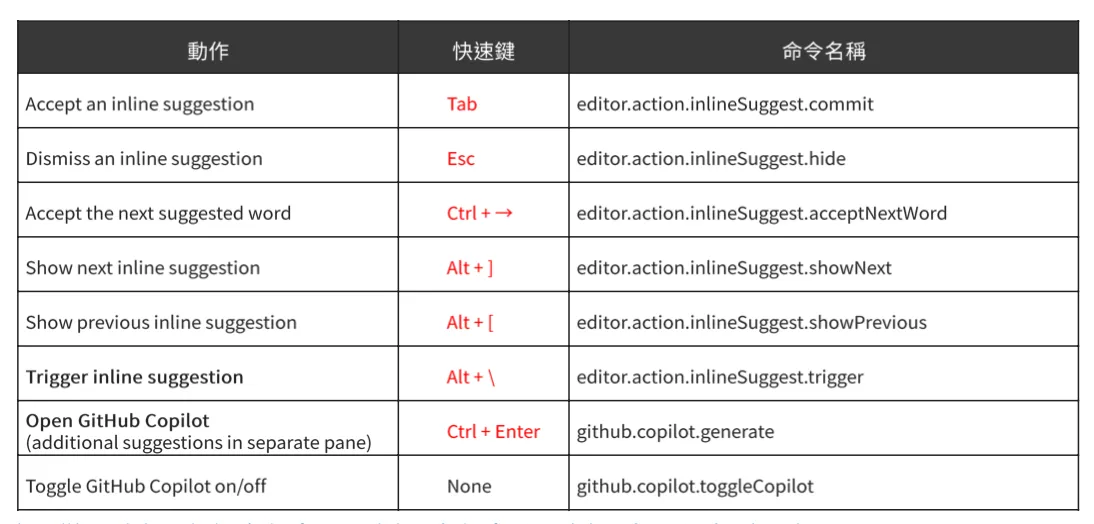 動作 快速鍵 命令名稱
Accept an inline suggestion Tab editor.action.inlineSuggest.commit
Dismiss an inline suggestion Esc editor.action.inlineSuggest.hide
Accept the next suggested word Ctrl + → editor.action.inlineSuggest.acceptNextWord
Show next inline suggestion Alt + ] editor.action.inlineSuggest.showNext
Show previous inline suggestion Alt + [ editor.action.inlineSuggest.showPrevious
Trigger inline suggestion Alt + \ editor.action.inlineSuggest.trigger
Open GitHub Copilot
(additional suggestions in separate pane) Ctrl + Enter github.copilot.generate
Toggle GitHub Copilot on/off None github.copilot.toggleCopilot